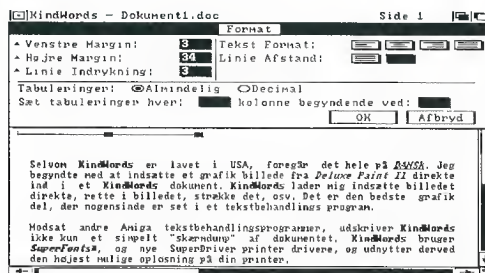 KindWords - Dokument1.doc Side 1
Format
Venstre Margin: 3 Tekst Format:
Højre Margin: 34 Linie Afstand:
Linie Indrykning: 3
Tabuleringer: Almindelig Decimal
Sæt tabuleringer hver: kolonne begyndende ved:
OK Afbryd
Selvom KindWords er lavet i USA, foregår det hele på DANSK. Jeg
begyndte med at indsætte et grafik billede fra Deluxe Paint II direkte
ind i et KindWords dokument. KindWords lader mig indsætte billedet
direkte, rette i billedet, strække det, osv. Det er den bedste grafik
del, der nogensinde er set i et tekstbehandlings program.
Modsat andre Amiga tekstbehandlingsprogrammer, udskriver KindWords
ikke kun et simpelt "skærmdump" af dokumentet, KindWords bruger
SuperFonts, og nye SuperDriver printer drivere, og udnytter derved
den højest mulige opløsning på din printer.